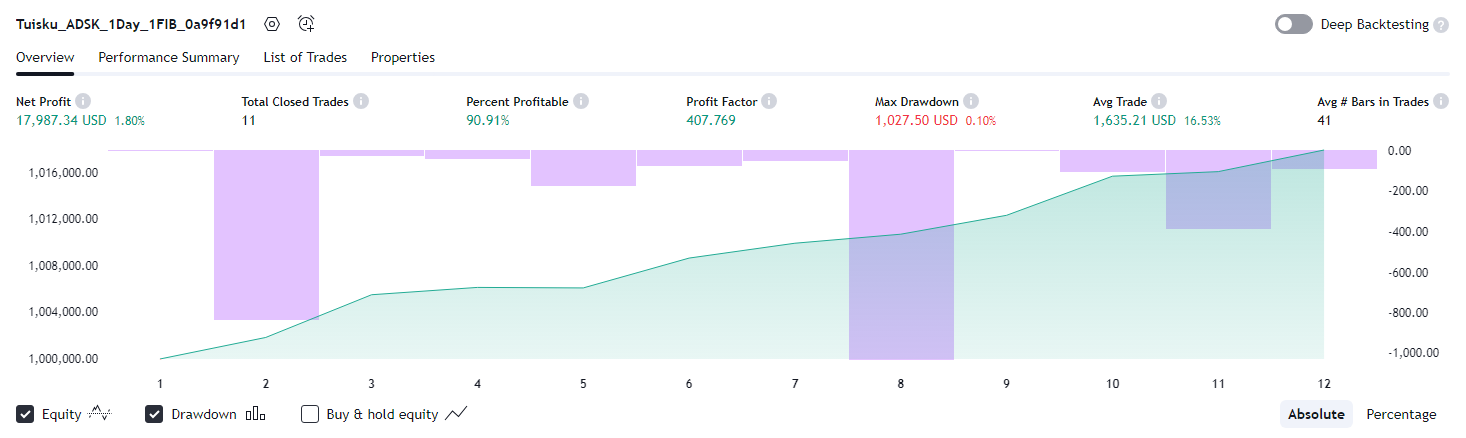 Tuisku_ADSK_1Day_1FIB_0a9f91d1 Deep Backtesting ?
Overview Performance Summary List of Trades Properties
Net Profit Total Closed Trades Percent Profitable Profit Factor Max Drawdown Avg Trade Avg # Bars in Trades
17,987.34 USD 1.80% 11 90.91% 407.769 1,027.50 USD 0.10% 1,635.21 USD 16.53% 41
0.00
1,016,000.00
-200.00
1,012,000.00
-400.00
1,008,000.00
-600.00
1,004,000.00
-800.00
1,000,000.00
-1,000.00
1 2 3 4 5 6 7 8 9 10 11 12
Equity Drawdown Buy & hold equity Absolute Percentage